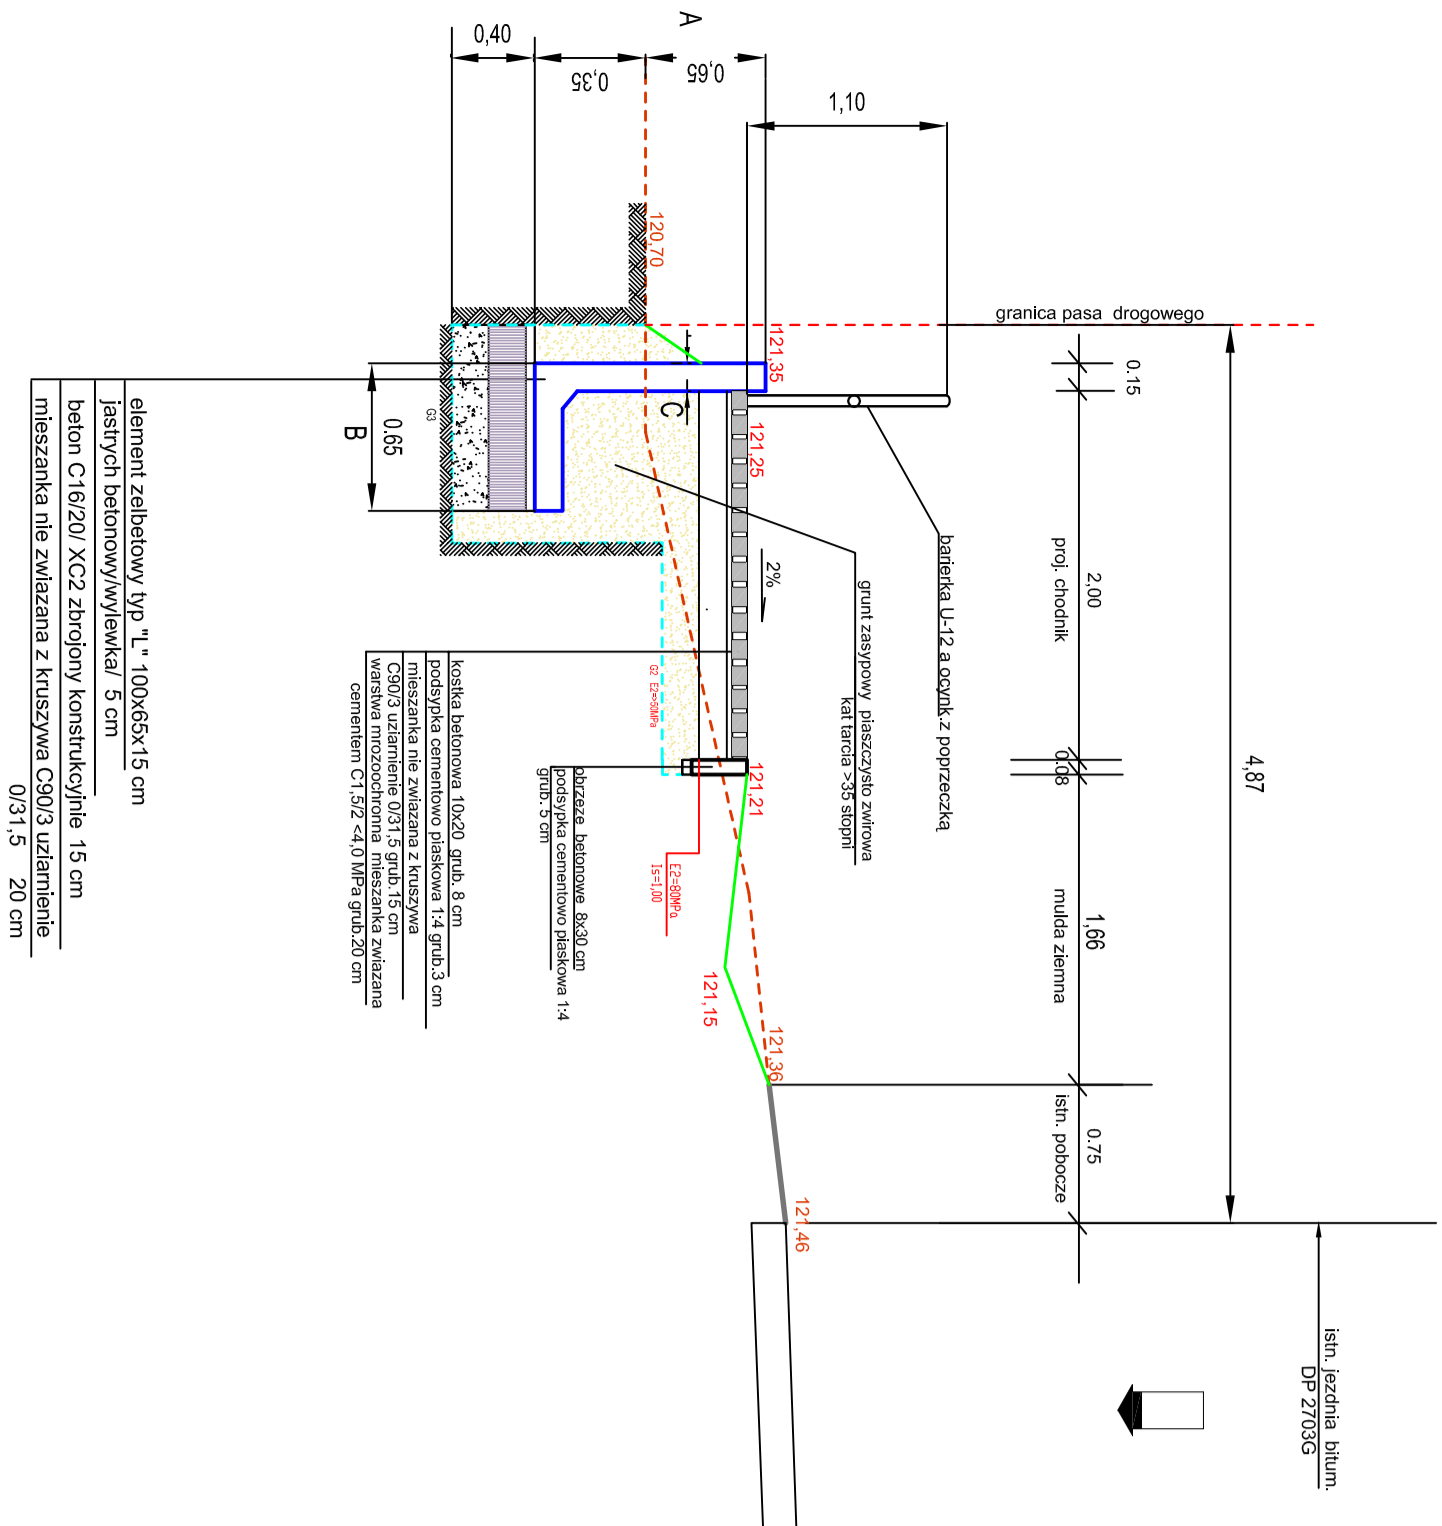 A
0,40
0,35
0,65
1,10
120,70
121,35
granica pasa drogowego
0.15
C
121,25
0.65
B
G3
2%
2,00
proj. chodnik
barierka U-12 a ocynk.z poprzeczką
grunt zasypowy piaszczysto zwirowa
kat tarcia >35 stopni
0.08
4,87
121,21
G2 E2=>50MPa
E2=80MPa
Is=1,00
1,66
mulda ziemna
121,15
121,36
0.75
istn. pobocze
121,46
istn. jezdnia bitum.
DP 2703G
obrzeze betonowe 8x30 cm
podsypka cementowo piaskowa 1:4
grub. 5 cm
kostka betonowa 10x20 grub. 8 cm
podsypka cementowo piaskowa 1:4 grub.3 cm
mieszanka nie zwiazana z kruszywa
C90/3 uziarnienie 0/31,5 grub.15 cm
warstwa mrozoochronna mieszanka zwiazana
cementem C1,5/2 <4,0 MPa grub.20 cm
element zelbetowy typ "L" 100x65x15 cm
jastrych betonowy/wylewka/ 5 cm
beton C16/20/ XC2 zbrojony konstrukcyjnie 15 cm
mieszanka nie zwiazana z kruszywa C90/3 uziarnienie
0/31,5 20 cm